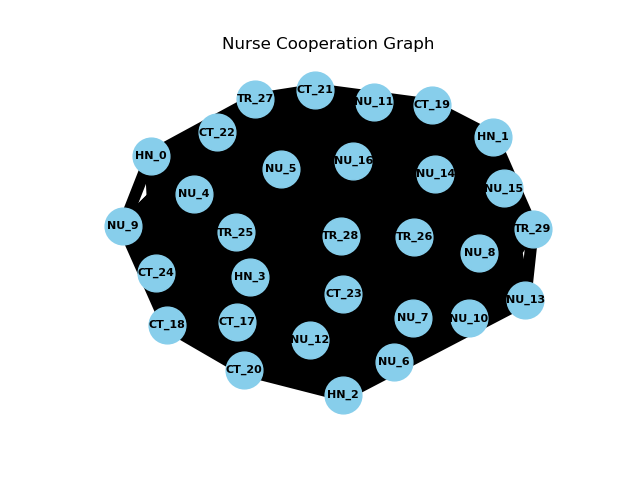 Nurse Cooperation Graph
CT_21
TR_27
NU_11
CT_19
CT_22
HN_1
HN_0
NU_16
NU_5
NU_14
NU_15
NU_4
NU_9
TR_25
TR_28
TR_26
TR_29
NU_8
CT_24
HN_3
CT_23
NU_13
CT_18
CT_17
NU_7
NU_10
NU_12
NU_6
CT_20
HN_2